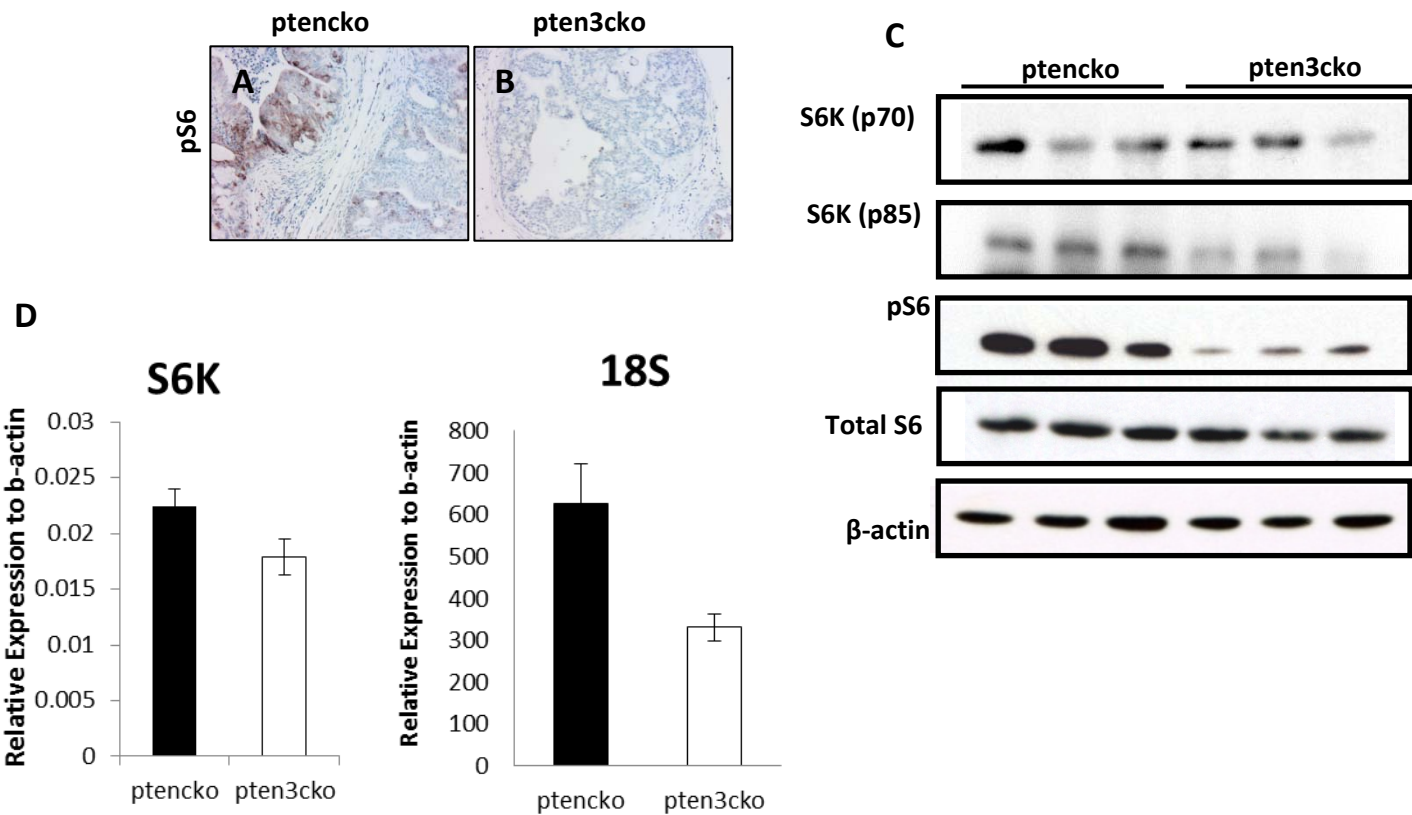 ptencko
pten3cko
pS6
A
B
C
ptencko
pten3cko
S6K (p70)
S6K (p85)
pS6
Total S6
β-actin
D
S6K
Relative Expression to b-actin
0.03
0.025
0.02
0.015
0.01
0.005
0
ptencko pten3cko
18S
Relative Expression to b-actin
800
700
600
500
400
300
200
100
0
ptencko pten3cko